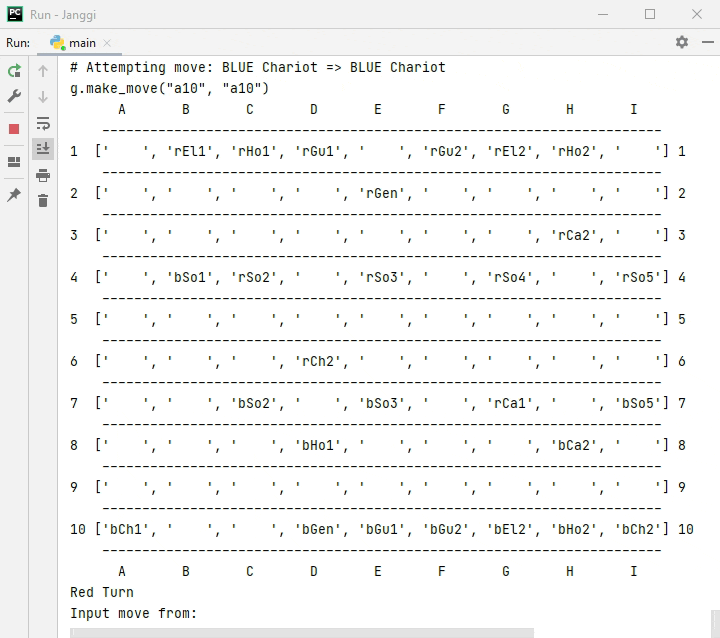 PC Run - Janggi
Run: main
# Attempting move: BLUE Chariot => BLUE Chariot
g.make_move("a10", "a10")
A B C D E F G H I
-----------------------------------------------------------------------
1 ['    ', 'rEl1', 'rHo1', 'rGu1', '    ', 'rGu2', 'rEl2', 'rHo2', '    '] 1
-----------------------------------------------------------------------
2 ['    ', '    ', '    ', '    ', 'rGen', '    ', '    ', '    ', '    '] 2
-----------------------------------------------------------------------
3 ['    ', '    ', '    ', '    ', '    ', '    ', '    ', 'rCa2', '    '] 3
-----------------------------------------------------------------------
4 ['    ', 'bSo1', 'rSo2', '    ', 'rSo3', '    ', 'rSo4', '    ', 'rSo5'] 4
-----------------------------------------------------------------------
5 ['    ', '    ', '    ', '    ', '    ', '    ', '    ', '    ', '    '] 5
-----------------------------------------------------------------------
6 ['    ', '    ', '    ', 'rCh2', '    ', '    ', '    ', '    ', '    '] 6
-----------------------------------------------------------------------
7 ['    ', '    ', 'bSo2', '    ', 'bSo3', '    ', 'rCa1', '    ', 'bSo5'] 7
-----------------------------------------------------------------------
8 ['    ', '    ', '    ', 'bHo1', '    ', '    ', '    ', 'bCa2', '    '] 8
-----------------------------------------------------------------------
9 ['    ', '    ', '    ', '    ', '    ', '    ', '    ', '    ', '    '] 9
-----------------------------------------------------------------------
10 ['bCh1', '    ', '    ', 'bGen', 'bGu1', 'bGu2', 'bEl2', 'bHo2', 'bCh2'] 10
-----------------------------------------------------------------------
A B C D E F G H I
Red Turn
Input move from: